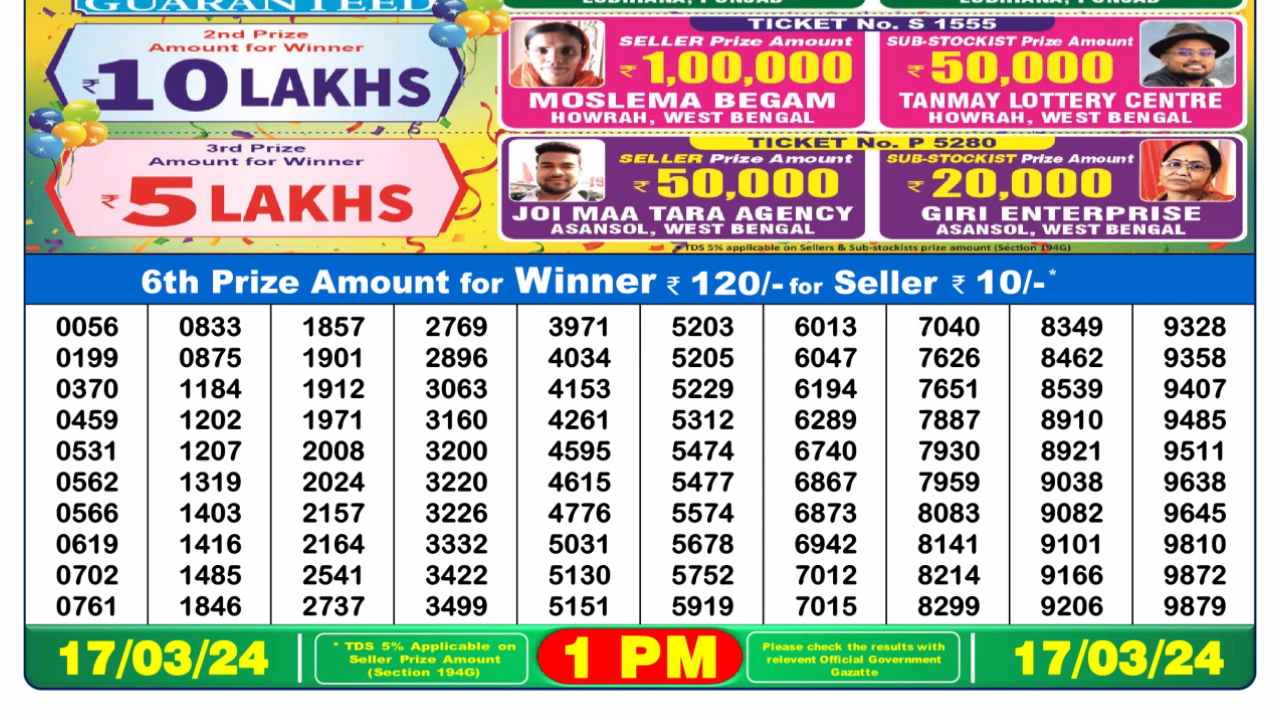 GUARANTEED
LUDHIANA, PUNJAB LUDHIANA, PUNJAB
2nd Prize
Amount for Winner
₹10 LAKHS
TICKET No. S 1555
SELLER Prize Amount
₹1,00,000
MOSLEMA BEGAM
HOWRAH, WEST BENGAL
SUB-STOCKIST Prize Amount
₹50,000
TANMAY LOTTERY CENTRE
HOWRAH, WEST BENGAL
3rd Prize
Amount for Winner
₹5 LAKHS
TICKET No. P 5280
SELLER Prize Amount
₹50,000
JOI MAA TARA AGENCY
ASANSOL, WEST BENGAL
SUB-STOCKIST Prize Amount
₹20,000
GIRI ENTERPRISE
ASANSOL, WEST BENGAL
* TDS 5% applicable on Sellers & Sub-stockists prize amount (Section 194G)
6th Prize Amount for Winner ₹ 120/- for Seller ₹ 10/-*
0056 0833 1857 2769 3971 5203 6013 7040 8349 9328
0199 0875 1901 2896 4034 5205 6047 7626 8462 9358
0370 1184 1912 3063 4153 5229 6194 7651 8539 9407
0459 1202 1971 3160 4261 5312 6289 7887 8910 9485
0531 1207 2008 3200 4595 5474 6740 7930 8921 9511
0562 1319 2024 3220 4615 5477 6867 7959 9038 9638
0566 1403 2157 3226 4776 5574 6873 8083 9082 9645
0619 1416 2164 3332 5031 5678 6942 8141 9101 9810
0702 1485 2541 3422 5130 5752 7012 8214 9166 9872
0761 1846 2737 3499 5151 5919 7015 8299 9206 9879
17/03/24
* TDS 5% Applicable on
Seller Prize Amount
(Section 194G)
1 PM
Please check the results with
relevent Official Government
Gazatte
17/03/24